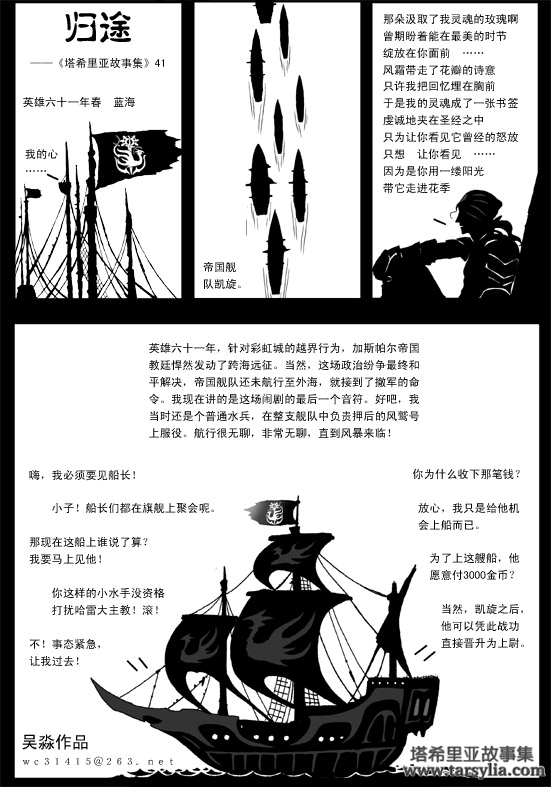 归途
——《塔希里亚故事集》41
英雄六十一年春　蓝海
我的心
……
帝国舰
队凯旋。
那朵汲取了我灵魂的玫瑰啊
曾期盼着能在最美的时节
绽放在你面前　……
风霜带走了花瓣的诗意
只许我把回忆埋在胸前
于是我的灵魂成了一张书签
虔诚地夹在圣经之中
只为让你看见它曾经的怒放
只想　让你看见　……
因为是你用一缕阳光
带它走进花季
英雄六十一年，针对彩虹城的越界行为，加斯帕尔帝国
教廷悍然发动了跨海远征。当然，这场政治纷争最终和
平解决，帝国舰队还未航行至外海，就接到了撤军的命
令。我现在讲的是这场闹剧的最后一个音符。好吧，我
当时还是个普通水兵，在整支舰队中负责押后的风鹫号
上服役。航行很无聊，非常无聊，直到风暴来临！
嗨，我必须要见船长！
小子！船长们都在旗舰上聚会呢。
那现在这船上谁说了算？
我要马上见他！
你这样的小水手没资格
打扰哈雷大主教！滚！
不！事态紧急，
让我过去！
你为什么收下那笔钱？
放心，我只是给他机
会上船而已。
为了上这艘船，他
愿意付3000金币？
当然，凯旋之后，
他可以凭此战功
直接晋升为上尉。
吴淼作品
wc31415@263.net
塔希里亚故事集
www.tarsylia.com